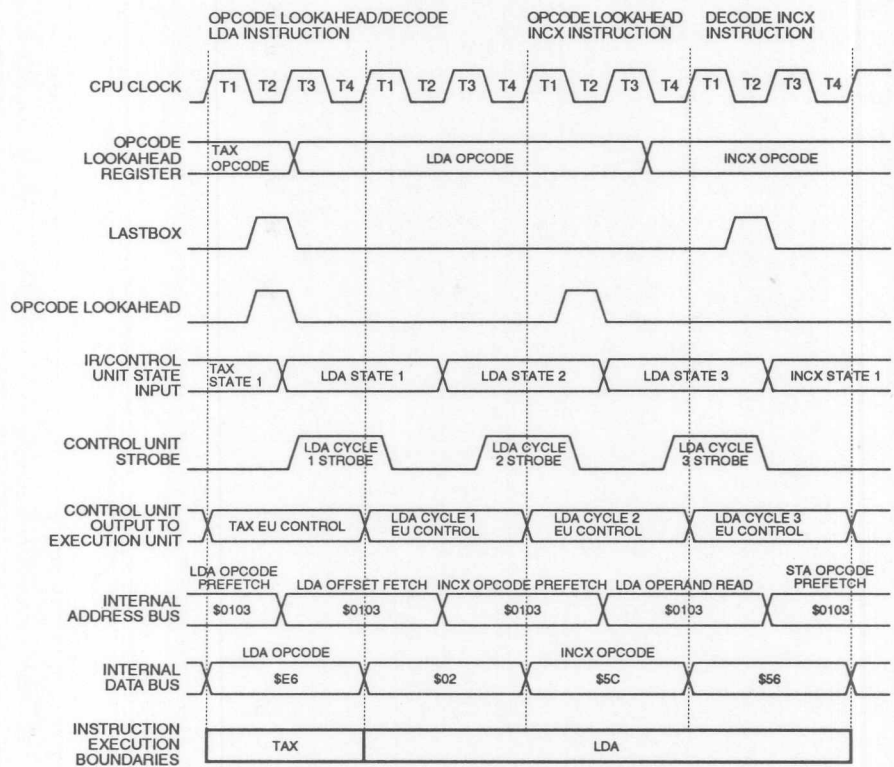 OPCODE LOOKAHEAD/DECODE
LDA INSTRUCTION
OPCODE LOOKAHEAD
INCX INSTRUCTION
DECODE INCX
INSTRUCTION
CPU CLOCK
T1 T2 T3 T4 T1 T2 T3 T4 T1 T2 T3 T4 T1 T2 T3 T4
OPCODE
LOOKAHEAD
REGISTER
TAX
OPCODE
LDA OPCODE
INCX OPCODE
LASTBOX
OPCODE LOOKAHEAD
IR/CONTROL
UNIT STATE
INPUT
TAX
STATE 1
LDA STATE 1
LDA STATE 2
LDA STATE 3
INCX STATE 1
CONTROL UNIT
STROBE
LDA CYCLE
1 STROBE
LDA CYCLE
2 STROBE
LDA CYCLE
3 STROBE
CONTROL UNIT
OUTPUT TO
EXECUTION UNIT
TAX EU CONTROL
LDA CYCLE 1
EU CONTROL
LDA CYCLE 2
EU CONTROL
LDA CYCLE 3
EU CONTROL
INTERNAL
ADDRESS BUS
LDA OPCODE
PREFETCH
LDA OFFSET FETCH
INCX OPCODE PREFETCH
LDA OPERAND READ
STA OPCODE
PREFETCH
$0103 $0103 $0103 $0103 $0103
INTERNAL
DATA BUS
LDA OPCODE
INCX OPCODE
$E6 $02 $5C $56
INSTRUCTION
EXECUTION
BOUNDARIES
TAX
LDA